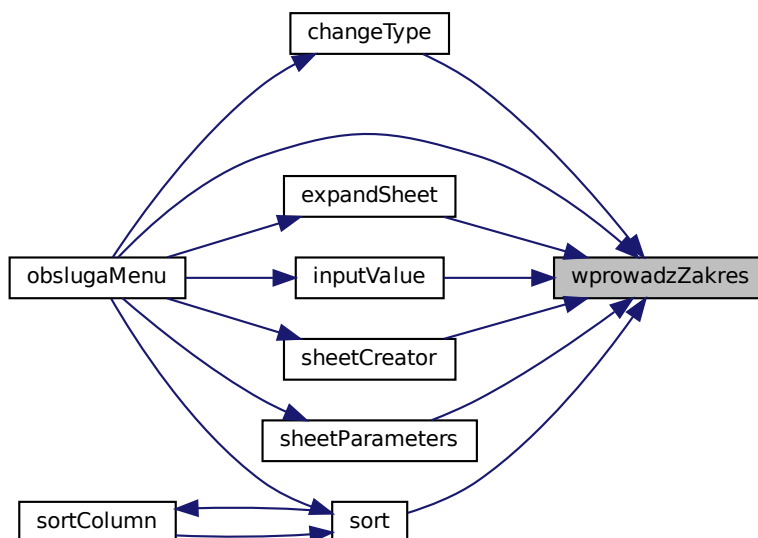 changeType
expandSheet
obslugaMenu
inputValue
wprowadzZakres
sheetCreator
sheetParameters
sortColumn
sort